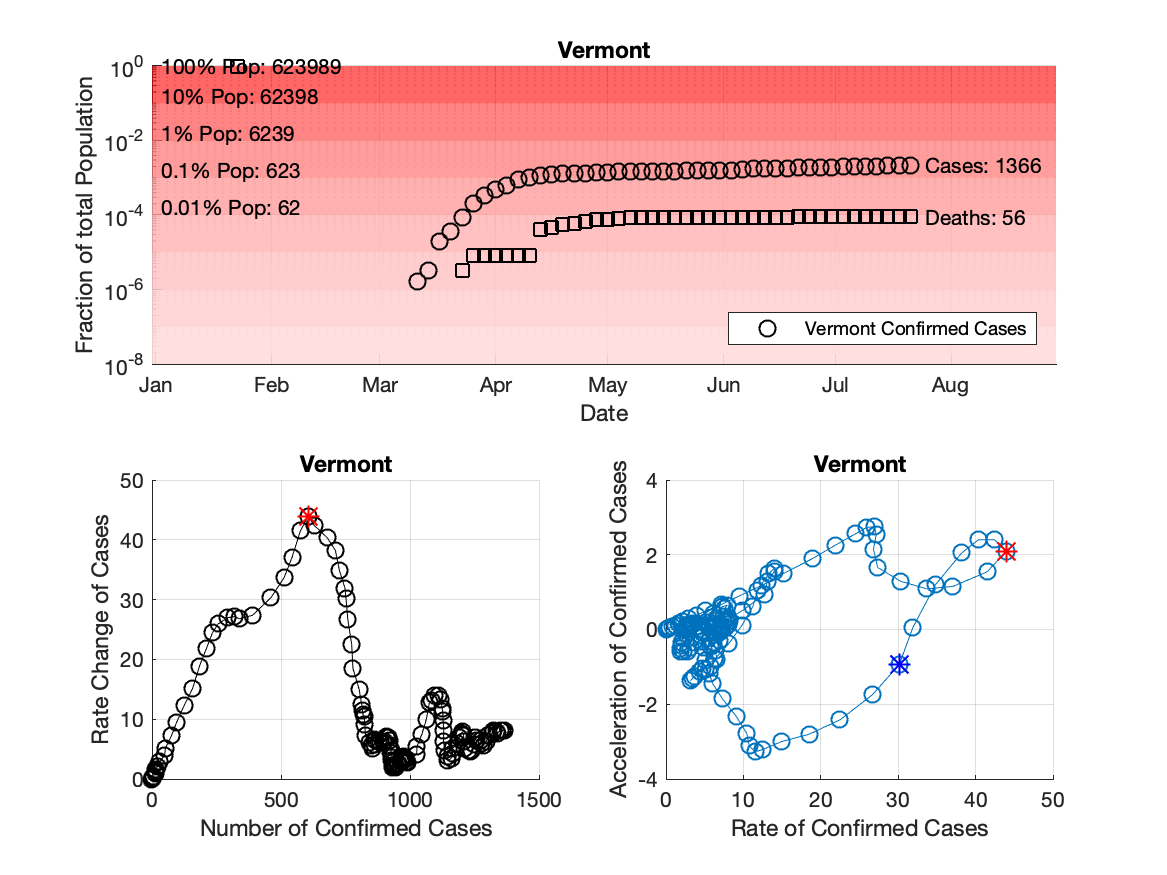 Vermont
10^0
100% Pop: 623989
10% Pop: 62398
10^-2
1% Pop: 6239
0.1% Pop: 623
Cases: 1366
10^-4
0.01% Pop: 62
Deaths: 56
10^-6
Vermont Confirmed Cases
10^-8
Fraction of total Population
Jan Feb Mar Apr May Jun Jul Aug
Date
Vermont
50
40
30
20
10
0
Rate Change of Cases
0 500 1000 1500
Number of Confirmed Cases
Vermont
4
2
0
-2
-4
Acceleration of Confirmed Cases
0 10 20 30 40 50
Rate of Confirmed Cases